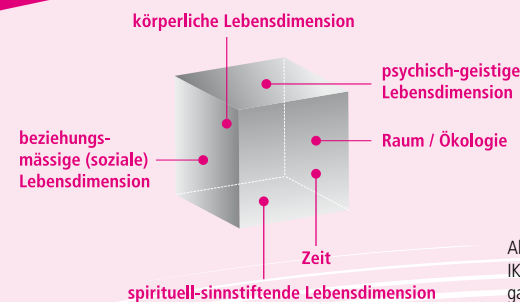 körperliche Lebensdimension
psychisch-geistige
Lebensdimension
beziehungs-
mässige (soziale)
Lebensdimension
Raum / Ökologie
Zeit
spirituell-sinnstiftende Lebensdimension